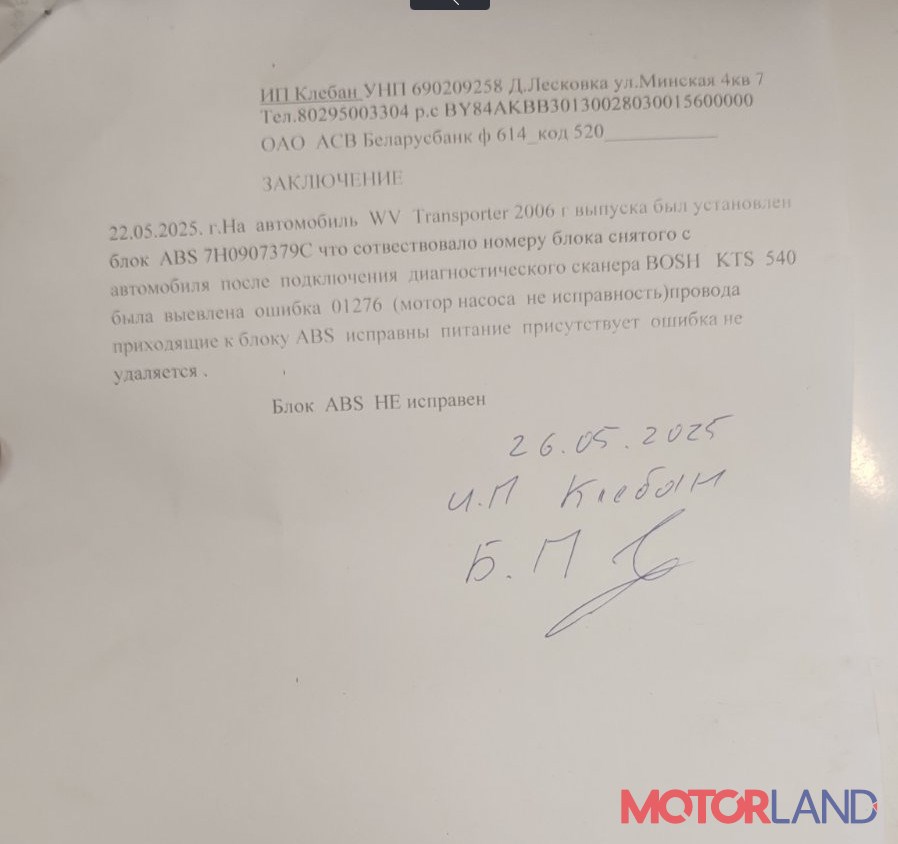 ИП Клебан УНП 690209258 Д.Лесковка ул.Минская 4кв 7
Тел.80295003304 р.с BY84AKBB30130028030015600000
ОАО АСВ Беларусбанк ф 614_код 520____________
ЗАКЛЮЧЕНИЕ
22.05.2025. г.На автомобиль WV Transporter 2006 г выпуска был установлен
блок ABS 7H0907379C что сотвествовало номеру блока снятого с
автомобиля после подключения диагностического сканера BOSH KTS 540
была выевлена ошибка 01276 (мотор насоса не исправность)провода
приходящие к блоку ABS исправны питание присутствует ошибка не
удаляется .
Блок ABS НЕ исправен
26.05.2025
И.П Клебан
Б.П
MOTORLAND